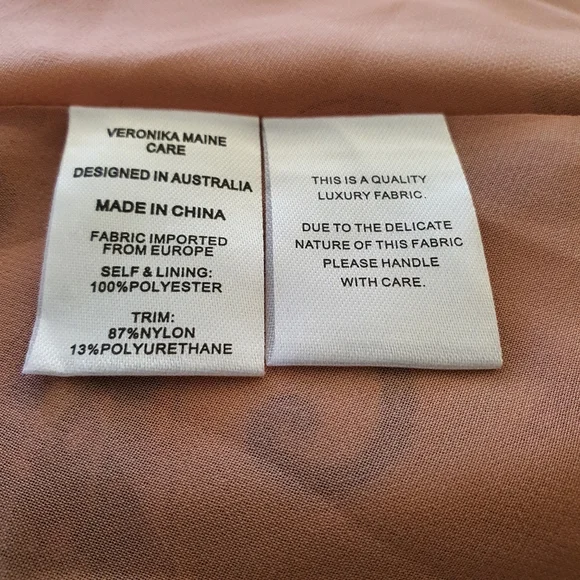 VERONIKA MAINE
CARE
DESIGNED IN AUSTRALIA
MADE IN CHINA
FABRIC IMPORTED
FROM EUROPE
SELF & LINING:
100%POLYESTER
TRIM:
87%NYLON
13%POLYURETHANE
THIS IS A QUALITY
LUXURY FABRIC.
DUE TO THE DELICATE
NATURE OF THIS FABRIC
PLEASE HANDLE
WITH CARE.